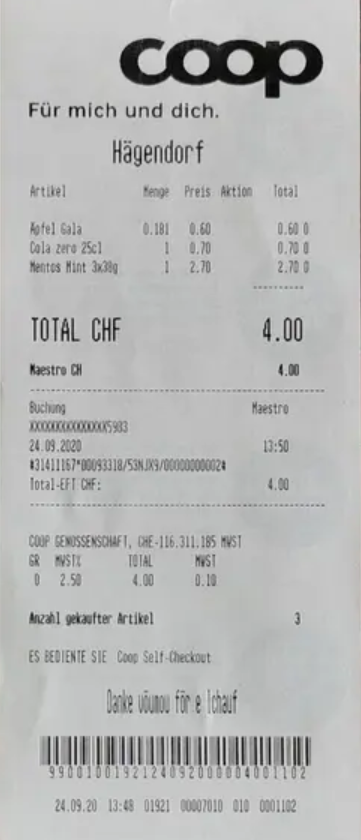 coop
Für mich und dich.
Hägendorf
Artikel Menge Preis Aktion Total
Äpfel Gala 0.181 0.60 0.60 0
Cola zero 25cl 1 0.70 0.70 0
Mentos Mint 3x38g 1 2.70 2.70 0
TOTAL CHF 4.00
Maestro CH 4.00
Buchung Maestro
XXXXXXXXXXXXXXX5983
24.09.2020 13:50
#31411167*00093318/53NJX9/00000000002#
Total-EFT CHF: 4.00
COOP GENOSSENSCHAFT, CHE-116.311.185 MWST
GR MWST% TOTAL MWST
0 2.50 4.00 0.10
Anzahl gekaufter Artikel 3
ES BEDIENTE SIE Coop Self-Checkout
Danke vöumou för e Ichauf
9900100192124092000004001102
24.09.20 13:48 01921 00007010 010 0001102